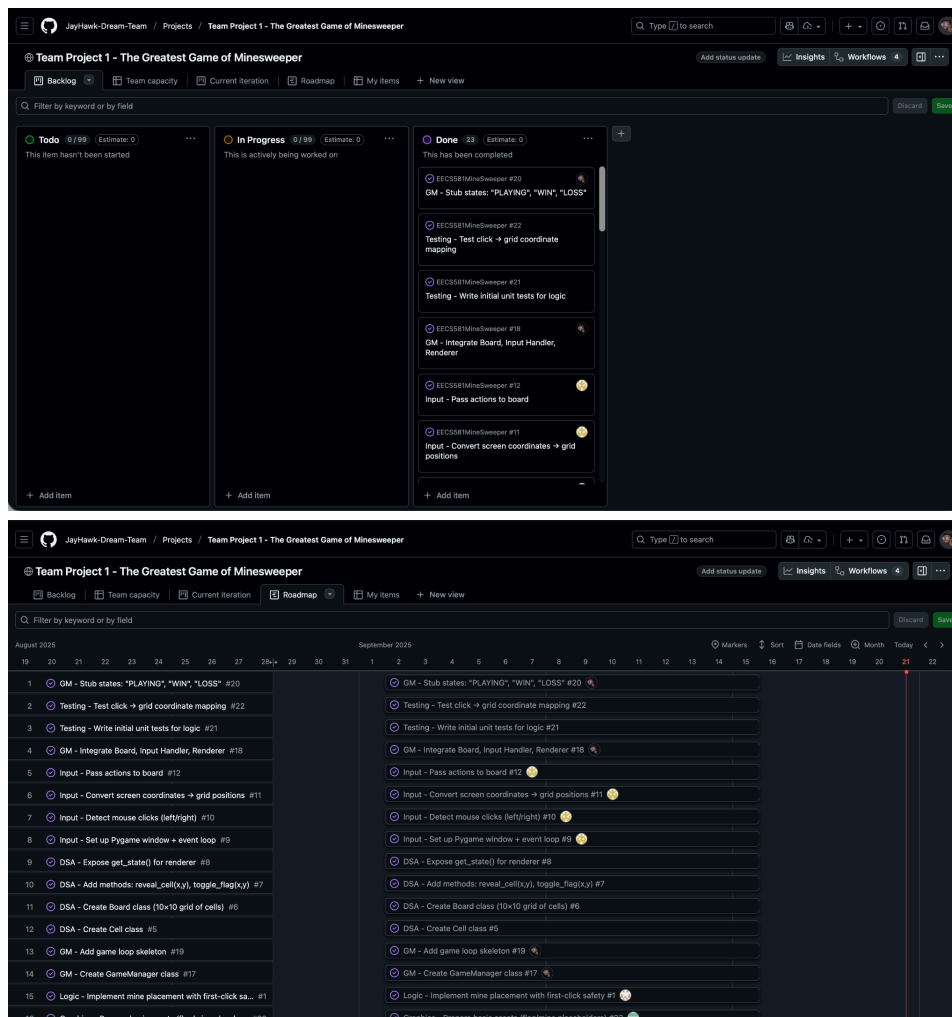 JayHawk-Dream-Team / Projects / Team Project 1 - The Greatest Game of Minesweeper
Type / to search
Team Project 1 - The Greatest Game of Minesweeper
Add status update
Insights
Workflows 4
Backlog
Team capacity
Current iteration
Roadmap
My items
+ New view
Filter by keyword or by field
Discard
Save
Todo 0 / 99 Estimate: 0
This item hasn't been started
+ Add item
In Progress 0 / 99 Estimate: 0
This is actively being worked on
+ Add item
Done 23 Estimate: 0
This has been completed
EECS581MineSweeper #20
GM - Stub states: "PLAYING", "WIN", "LOSS"
EECS581MineSweeper #22
Testing - Test click → grid coordinate
mapping
EECS581MineSweeper #21
Testing - Write initial unit tests for logic
EECS581MineSweeper #18
GM - Integrate Board, Input Handler,
Renderer
EECS581MineSweeper #12
Input - Pass actions to board
EECS581MineSweeper #11
Input - Convert screen coordinates → grid
positions
+ Add item
JayHawk-Dream-Team / Projects / Team Project 1 - The Greatest Game of Minesweeper
Type / to search
Team Project 1 - The Greatest Game of Minesweeper
Add status update
Insights
Workflows 4
Backlog
Team capacity
Current iteration
Roadmap
My items
+ New view
Filter by keyword or by field
Discard
Save
August 2025
September 2025
Markers
Sort
Date fields
Month
Today
19 20 21 22 23 24 25 26 27 28 29 30 31 1 2 3 4 5 6 7 8 9 10 11 12 13 14 15 16 17 18 19 20 21 22
1 GM - Stub states: "PLAYING", "WIN", "LOSS" #20
GM - Stub states: "PLAYING", "WIN", "LOSS" #20
2 Testing - Test click → grid coordinate mapping #22
Testing - Test click → grid coordinate mapping #22
3 Testing - Write initial unit tests for logic #21
Testing - Write initial unit tests for logic #21
4 GM - Integrate Board, Input Handler, Renderer #18
GM - Integrate Board, Input Handler, Renderer #18
5 Input - Pass actions to board #12
Input - Pass actions to board #12
6 Input - Convert screen coordinates → grid positions #11
Input - Convert screen coordinates → grid positions #11
7 Input - Detect mouse clicks (left/right) #10
Input - Detect mouse clicks (left/right) #10
8 Input - Set up Pygame window + event loop #9
Input - Set up Pygame window + event loop #9
9 DSA - Expose get_state() for renderer #8
DSA - Expose get_state() for renderer #8
10 DSA - Add methods: reveal_cell(x,y), toggle_flag(x,y) #7
DSA - Add methods: reveal_cell(x,y), toggle_flag(x,y) #7
11 DSA - Create Board class (10×10 grid of cells) #6
DSA - Create Board class (10×10 grid of cells) #6
12 DSA - Create Cell class #5
DSA - Create Cell class #5
13 GM - Add game loop skeleton #19
GM - Add game loop skeleton #19
14 GM - Create GameManager class #17
GM - Create GameManager class #17
15 Logic - Implement mine placement with first-click sa... #1
Logic - Implement mine placement with first-click safety #1